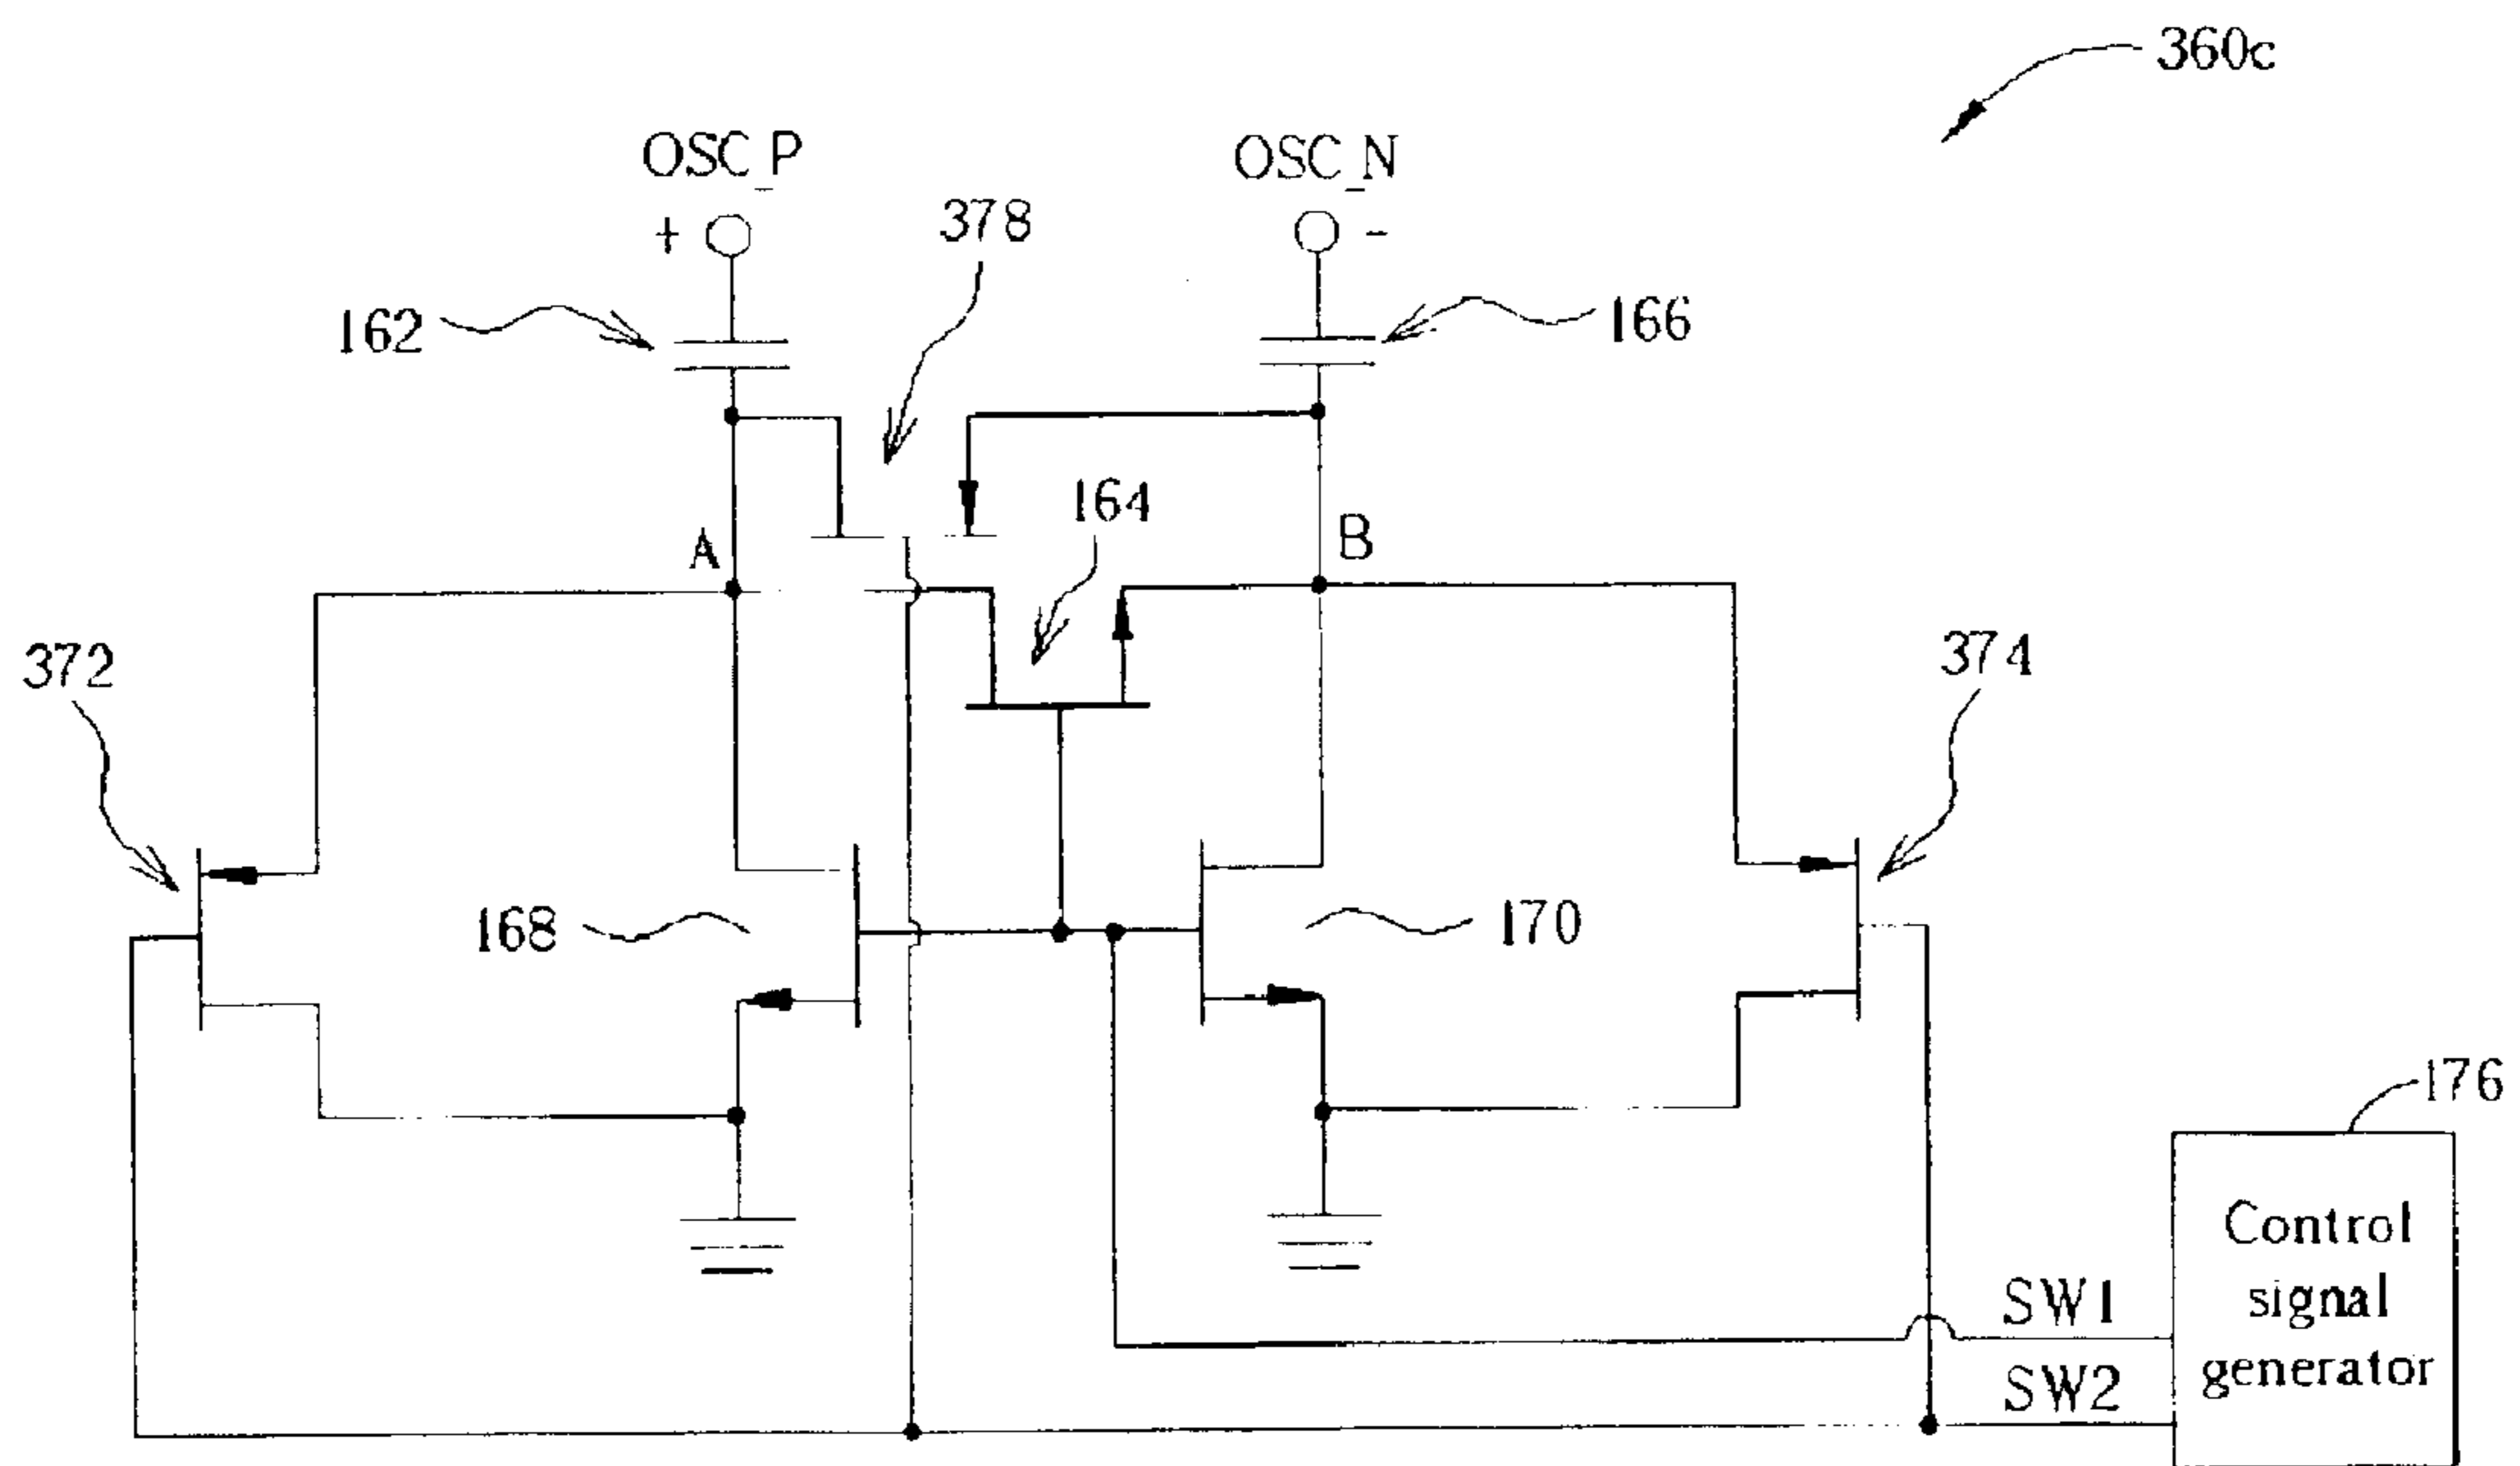 360c
OSC_P
OSC_N
378
+
-
162
166
164
A
B
372
374
168
170
176
Control
signal
generator
SW1
SW2